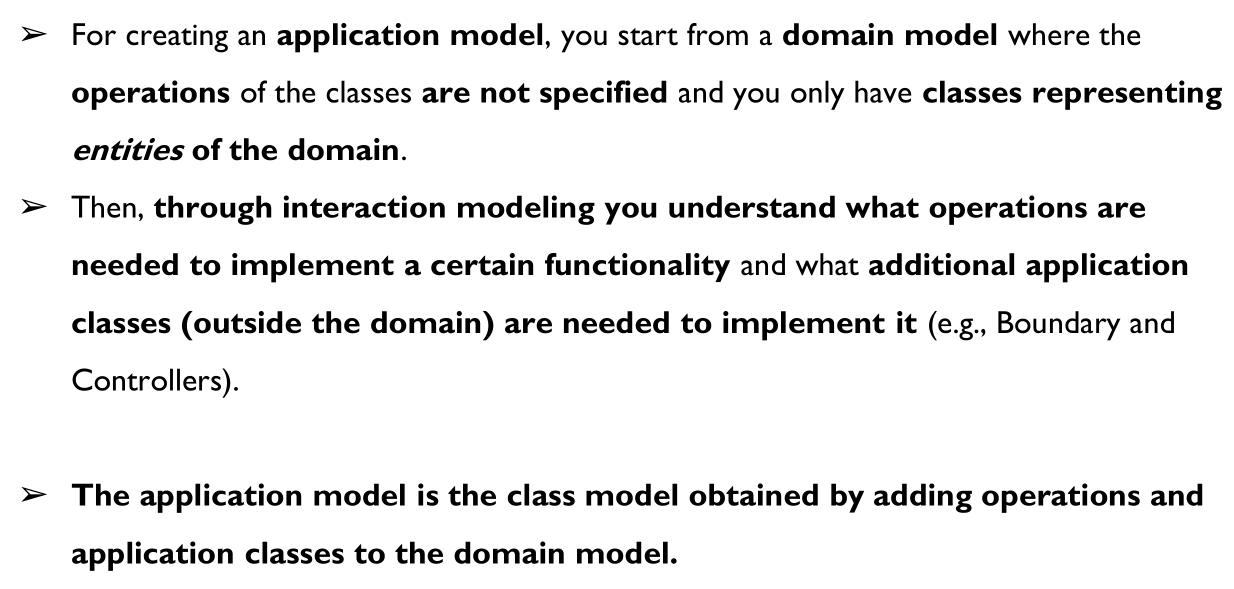 ➢ For creating an application model, you start from a domain model where the
operations of the classes are not specified and you only have classes representing
entities of the domain.
➢ Then, through interaction modeling you understand what operations are
needed to implement a certain functionality and what additional application
classes (outside the domain) are needed to implement it (e.g., Boundary and
Controllers).
➢ The application model is the class model obtained by adding operations and
application classes to the domain model.